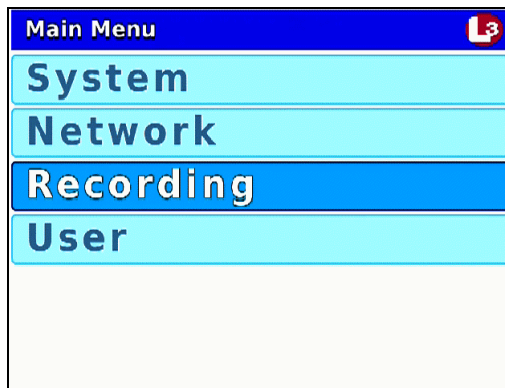 Main Menu
L3
System
Network
Recording
User